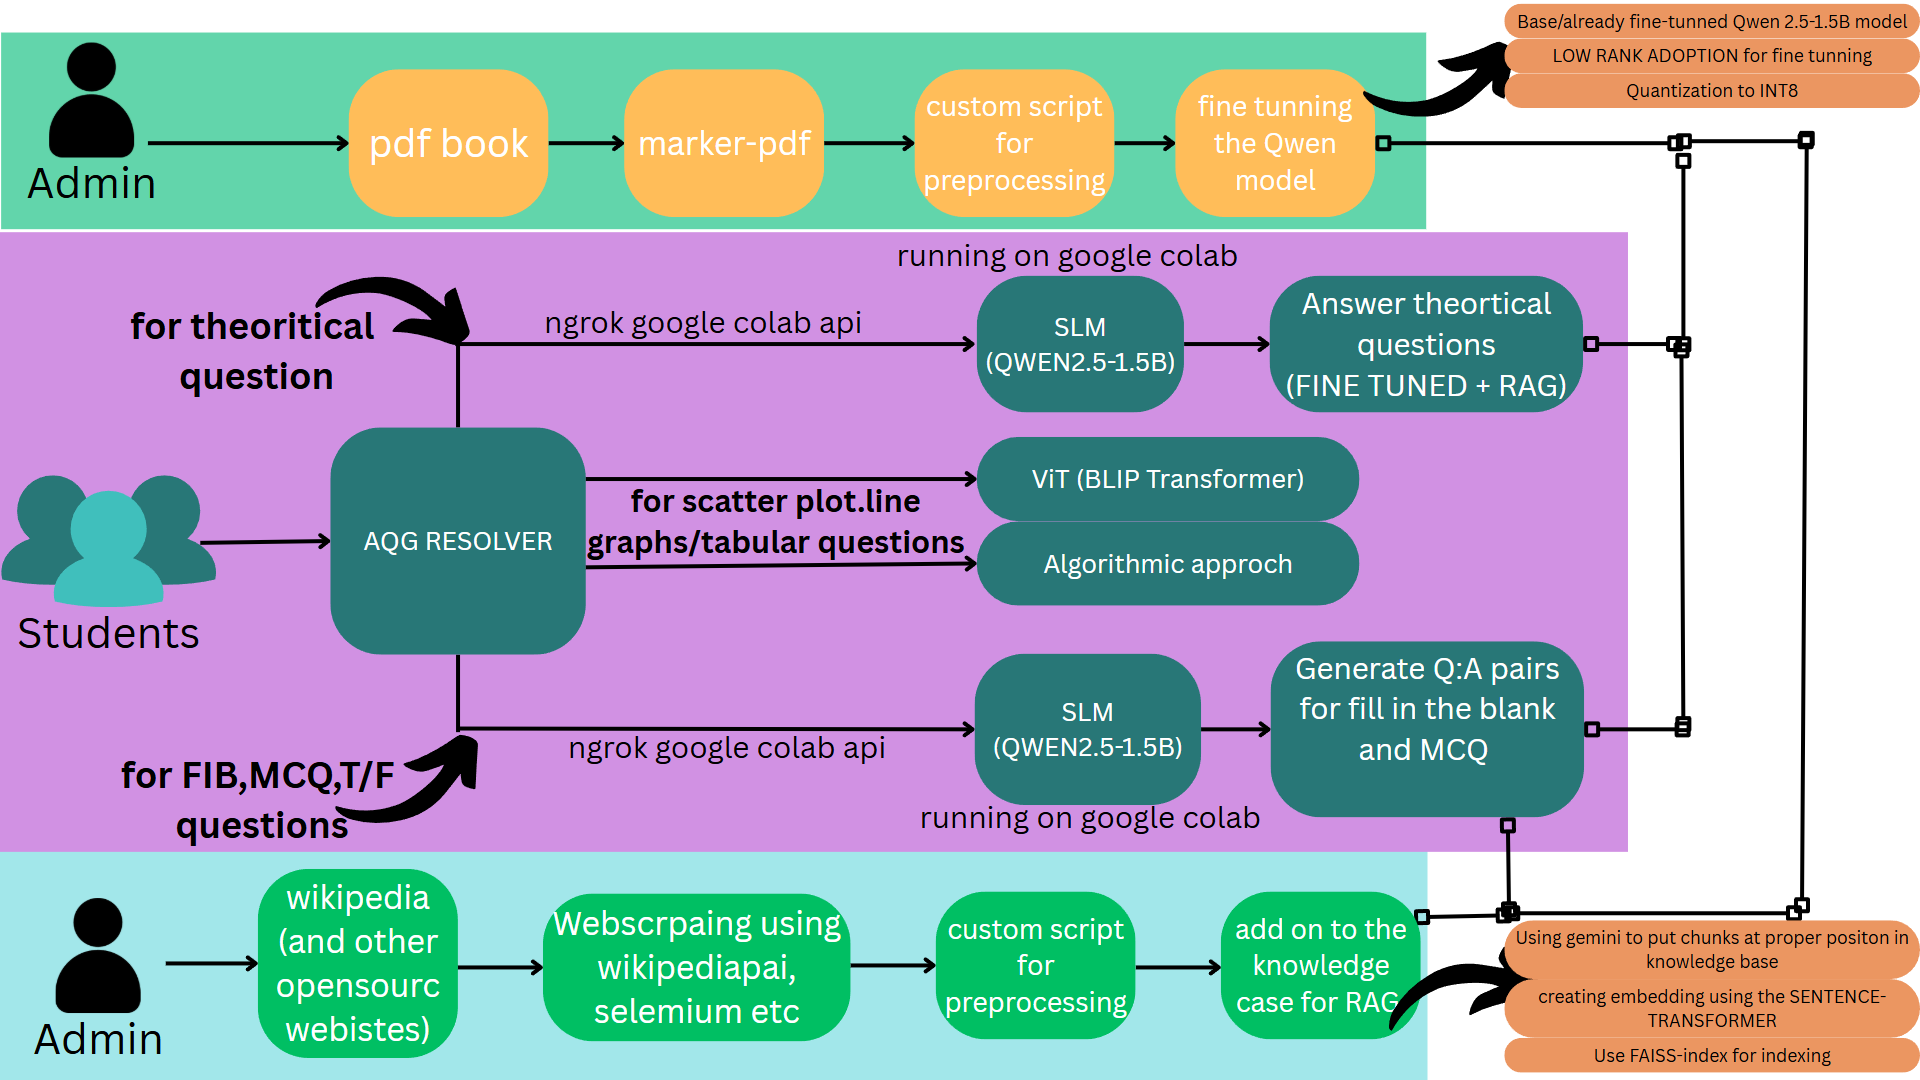 Base/already fine-tunned Qwen 2.5-1.5B model
LOW RANK ADOPTION for fine tunning
Quantization to INT8
Admin
pdf book
marker-pdf
custom script
for
preprocessing
fine tunning
the Qwen
model
running on google colab
for theoritical
question
ngrok google colab api
SLM
(QWEN2.5-1.5B)
Answer theortical
questions
(FINE TUNED + RAG)
Students
AQG RESOLVER
for scatter plot.line
graphs/tabular questions
ViT (BLIP Transformer)
Algorithmic approch
for FIB,MCQ,T/F
questions
ngrok google colab api
SLM
(QWEN2.5-1.5B)
running on google colab
Generate Q:A pairs
for fill in the blank
and MCQ
Admin
wikipedia
(and other
opensourc
webistes)
Webscrpaing using
wikipediapai,
selemium etc
custom script
for
preprocessing
add on to the
knowledge
case for RAG
Using gemini to put chunks at proper positon in
knowledge base
creating embedding using the SENTENCE-
TRANSFORMER
Use FAISS-index for indexing